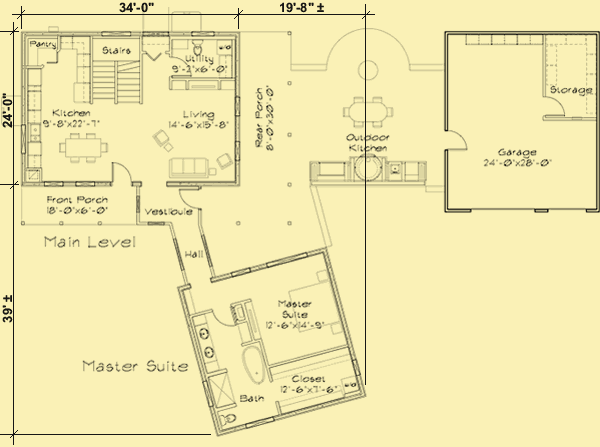 34'-0"
19'-8" ±
24'-0"
39' ±
Pantry
Stairs
Utility
9'-2"x6'-0"
Kitchen
9'-8"x22'-7"
Living
14'-6"x15'-8"
Rear Porch
8'-0"x30'-0"
Outdoor
Kitchen
Storage
Garage
24'-0"x28'-0"
Front Porch
18'-0"x6'-0"
Vestibule
Main Level
Hall
Master
Suite
12'-6"x14'-9"
Master Suite
Closet
12'-6"x7'-6"
Bath